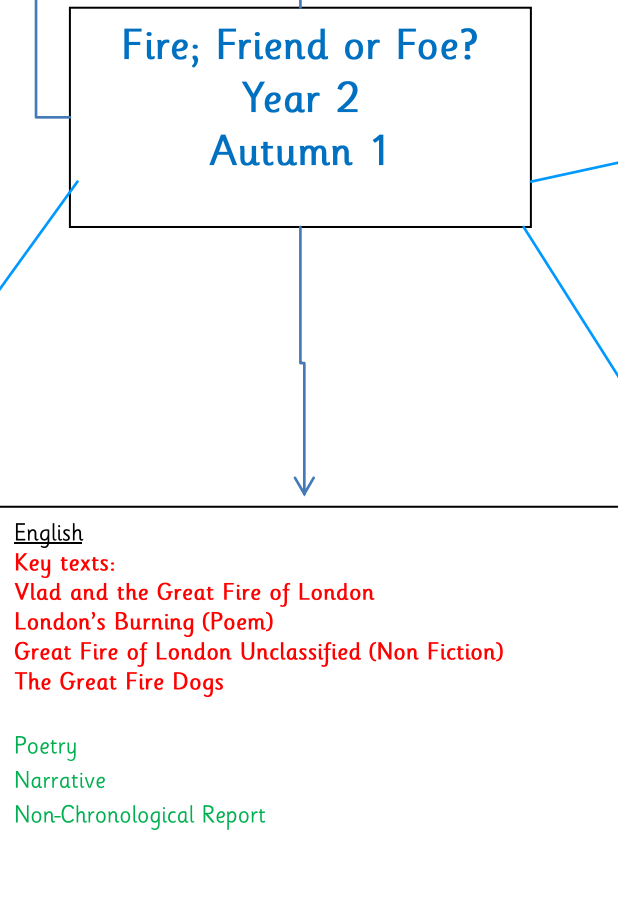 Fire; Friend or Foe?
Year 2
Autumn 1
English
Key texts:
Vlad and the Great Fire of London
London’s Burning (Poem)
Great Fire of London Unclassified (Non Fiction)
The Great Fire Dogs
Poetry
Narrative
Non-Chronological Report